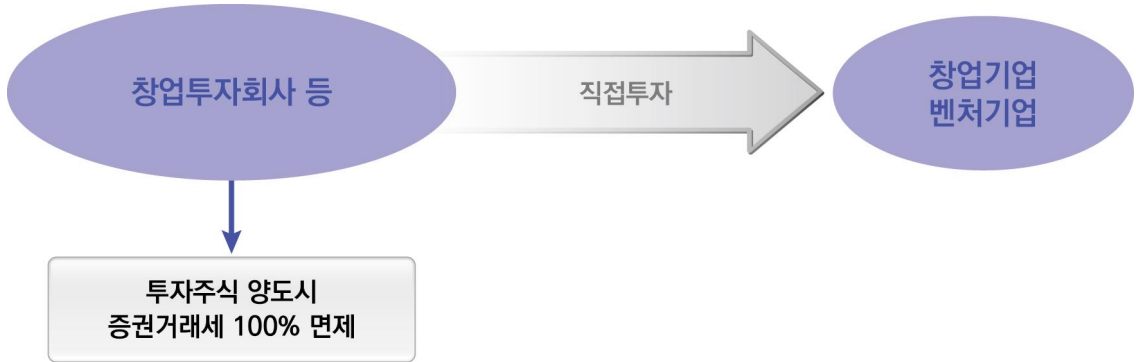 창업투자회사 등
직접투자
창업기업
벤처기업
투자주식 양도시
증권거래세 100% 면제